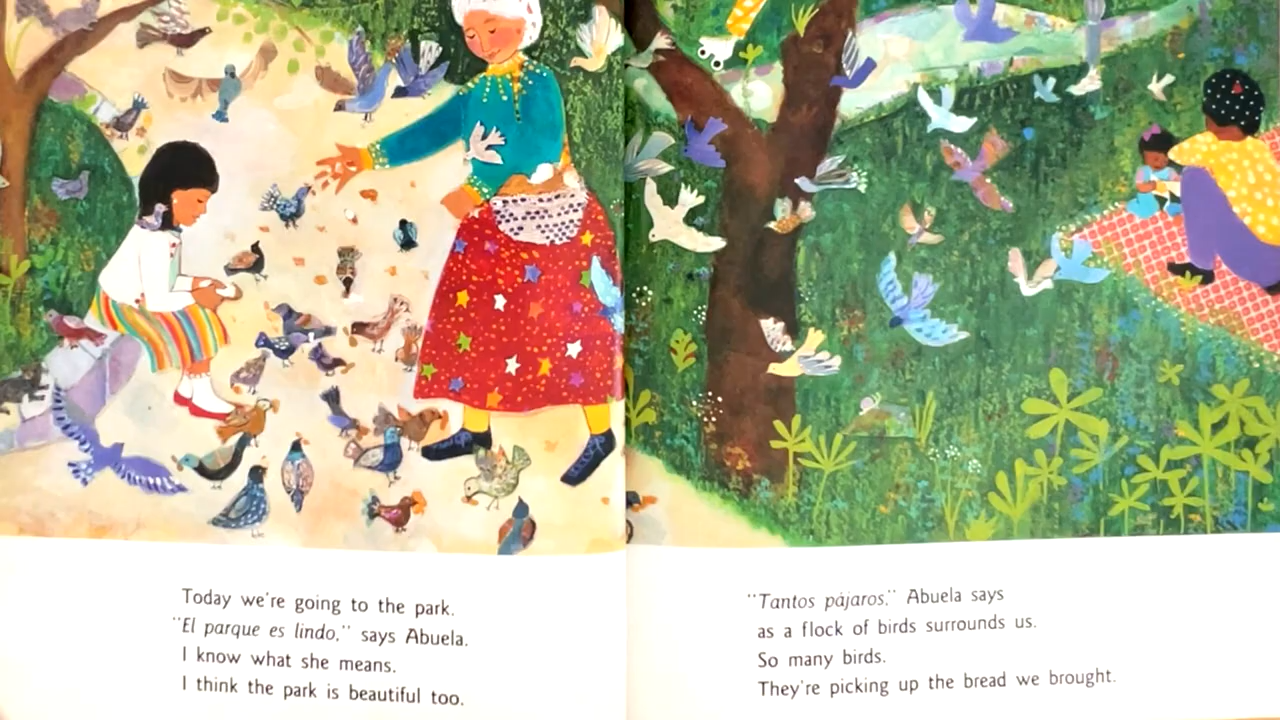 Today we're going to the park.
"El parque es lindo," says Abuela.
I know what she means.
I think the park is beautiful too.
"Tantos pájaros," Abuela says
as a flock of birds surrounds us.
So many birds.
They're picking up the bread we brought.